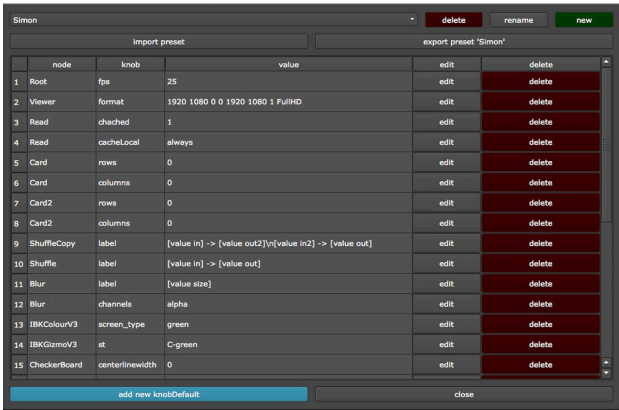 Simon delete rename new
import preset export preset 'Simon'
node knob value edit delete
1 Root fps 25 edit delete
2 Viewer format 1920 1080 0 0 1920 1080 1 FullHD edit delete
3 Read chached 1 edit delete
4 Read cacheLocal always edit delete
5 Card rows 0 edit delete
6 Card columns 0 edit delete
7 Card2 rows 0 edit delete
8 Card2 columns 0 edit delete
9 ShuffleCopy label [value in] -> [value out2]\n[value in2] -> [value out] edit delete
10 Shuffle label [value in] -> [value out] edit delete
11 Blur label [value size] edit delete
12 Blur channels alpha edit delete
13 IBKColourV3 screen_type green edit delete
14 IBKGizmoV3 st C-green edit delete
15 CheckerBoard centerlinewidth 0 edit delete
add new knobDefault close